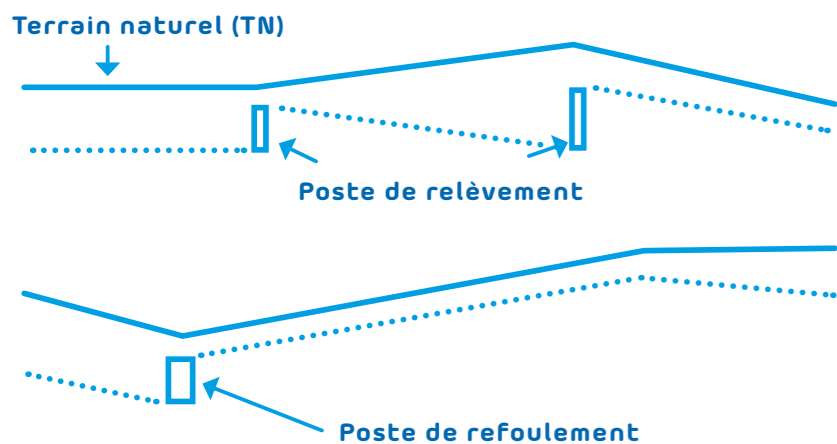 Terrain naturel (TN)
Poste de relèvement
Poste de refoulement